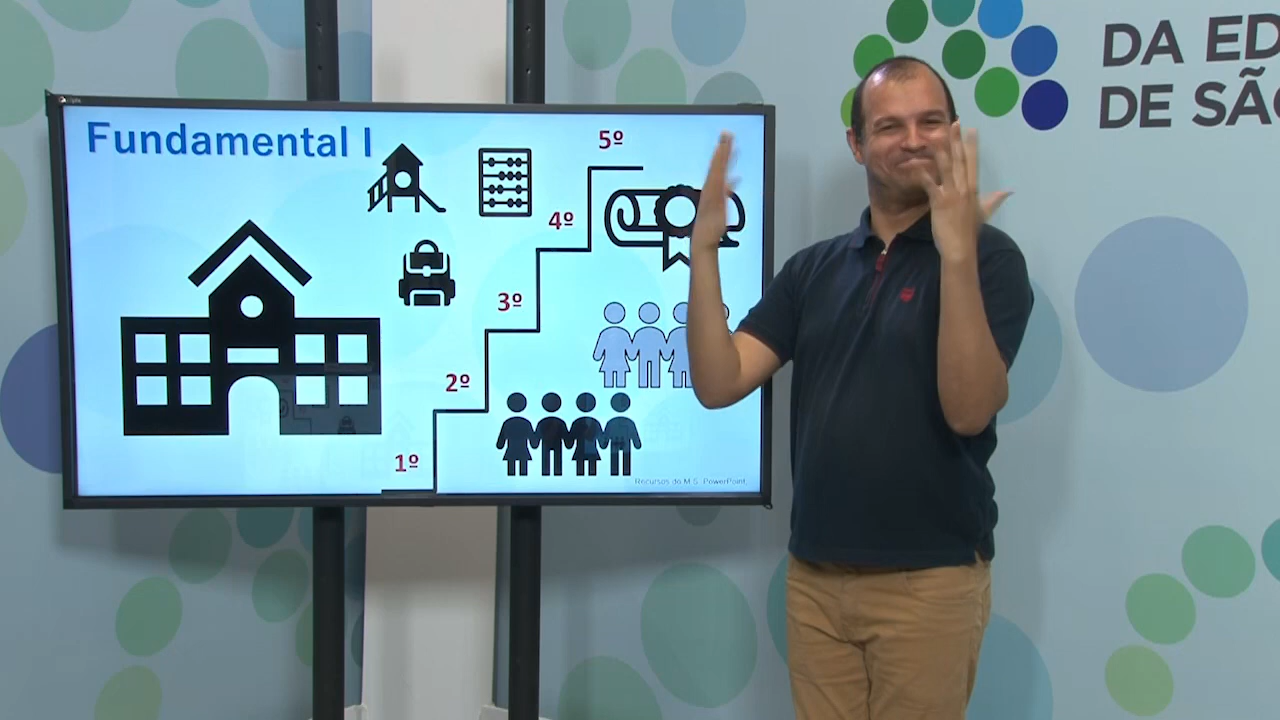 Fundamental I
5º
4º
3º
2º
1º
Recursos do M.S. PowerPoint.
DA ED
DE SÃ